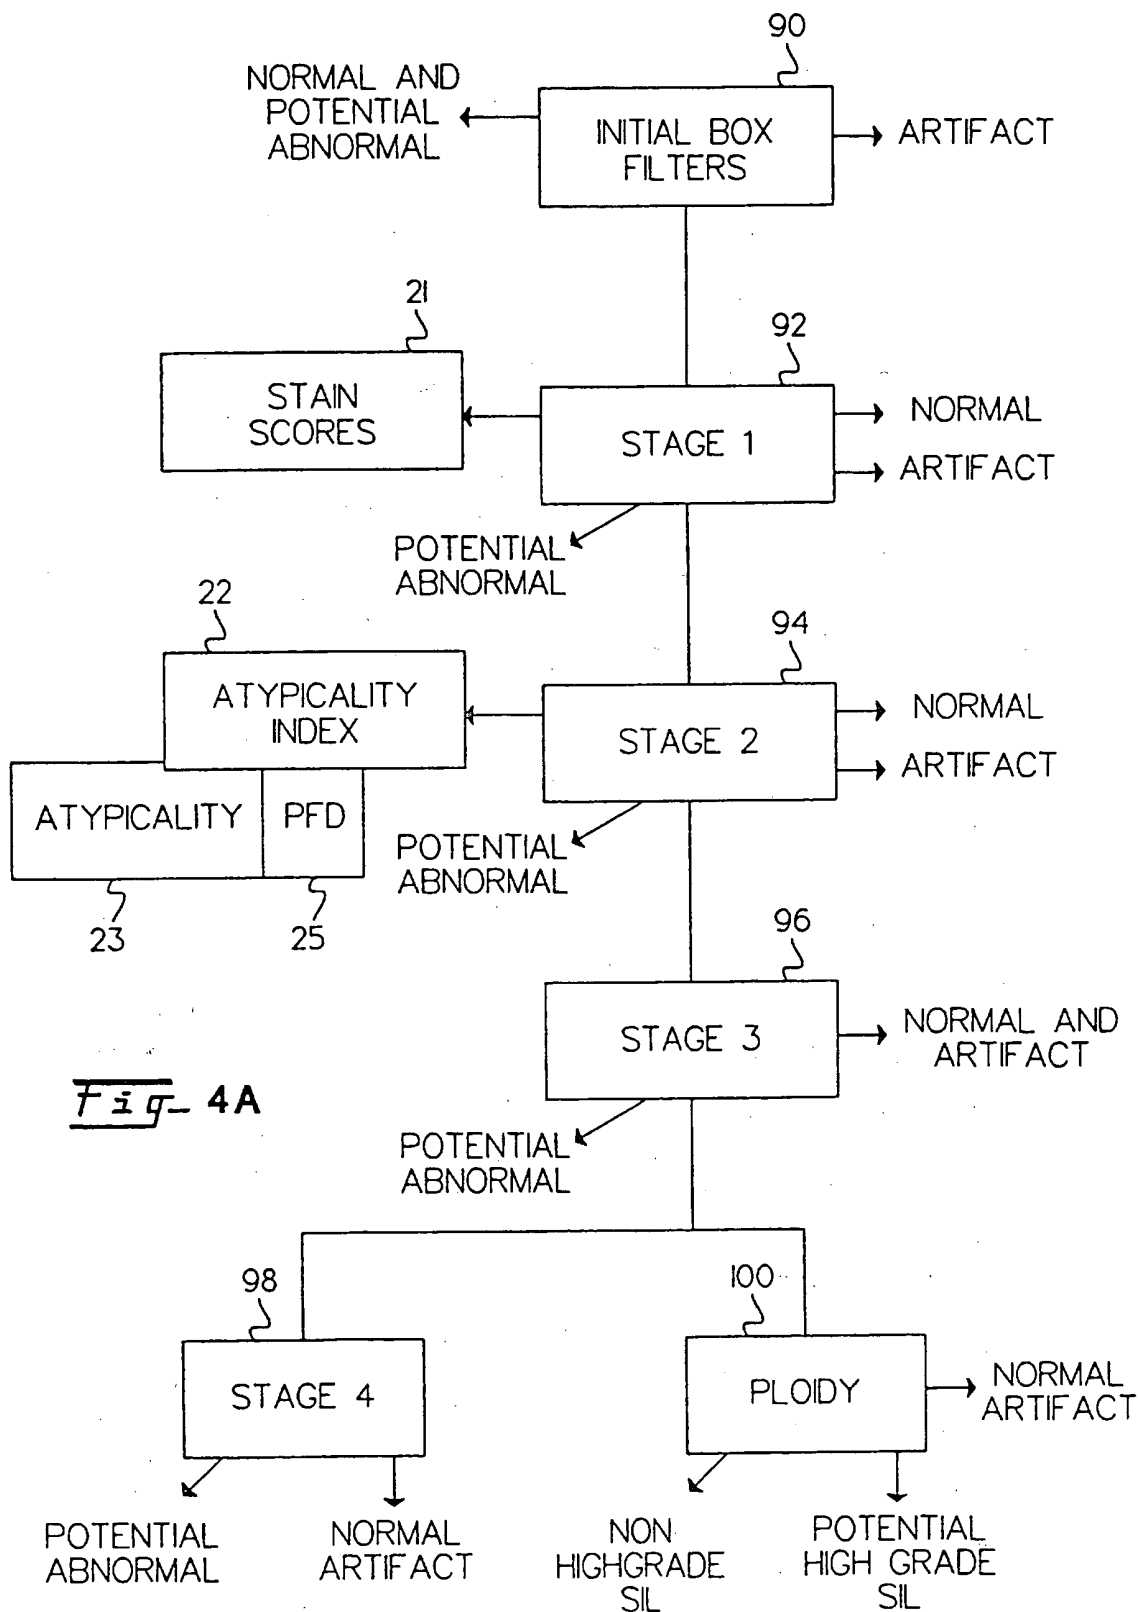 90
NORMAL AND
POTENTIAL
ABNORMAL
INITIAL BOX
FILTERS
ARTIFACT
21
92
STAIN
SCORES
STAGE 1
NORMAL
ARTIFACT
POTENTIAL
ABNORMAL
22
94
ATYPICALITY
INDEX
STAGE 2
NORMAL
ARTIFACT
ATYPICALITY
PFD
POTENTIAL
ABNORMAL
23
25
96
STAGE 3
NORMAL AND
ARTIFACT
Fig- 4A
POTENTIAL
ABNORMAL
98
100
STAGE 4
PLOIDY
NORMAL
ARTIFACT
POTENTIAL
ABNORMAL
NORMAL
ARTIFACT
NON
HIGHGRADE
SIL
POTENTIAL
HIGH GRADE
SIL